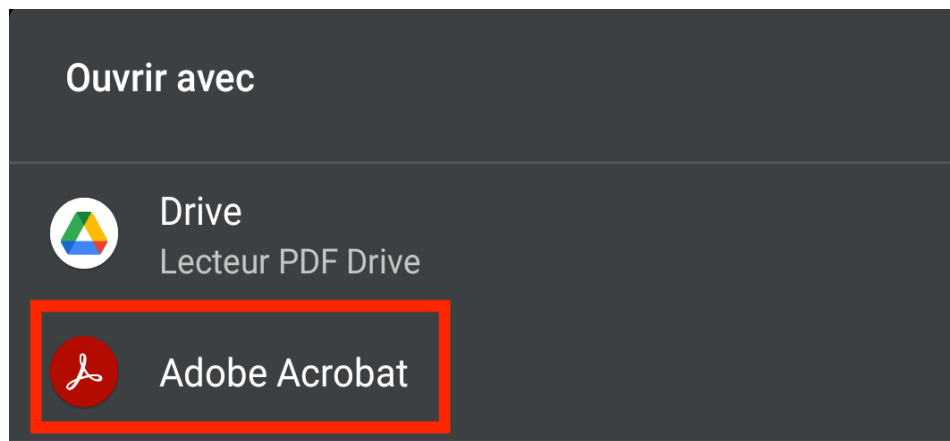 Ouvrir avec
Drive
Lecteur PDF Drive
Adobe Acrobat